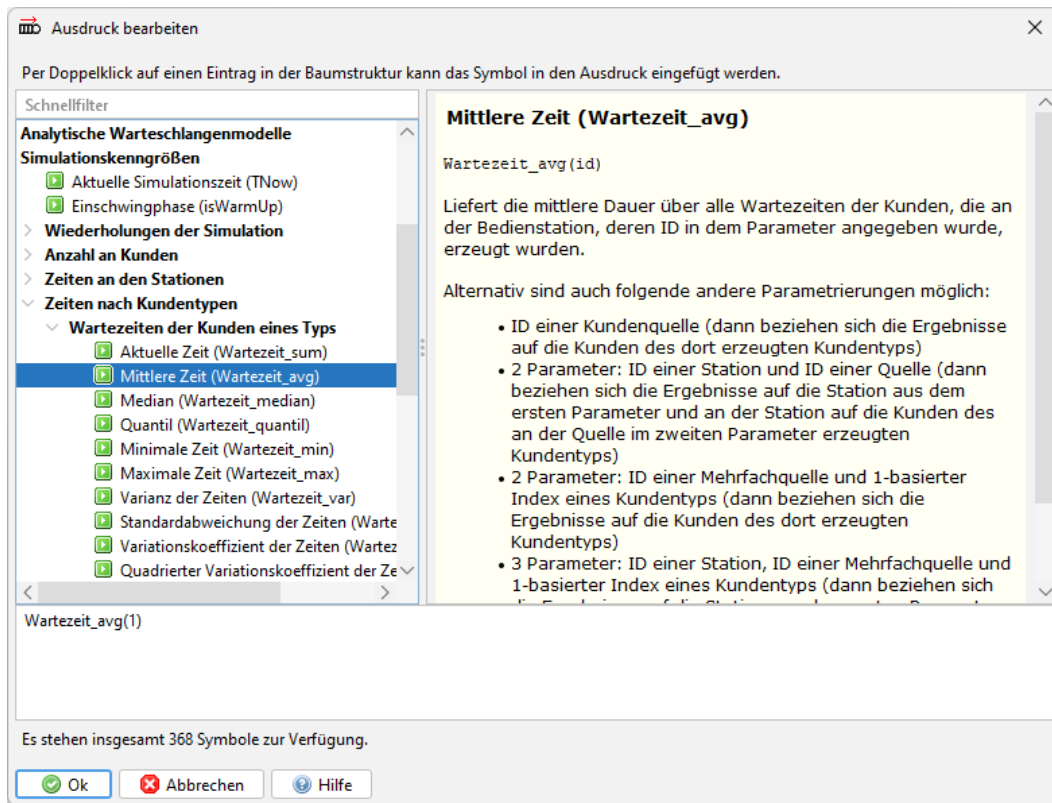 Ausdruck bearbeiten
Per Doppelklick auf einen Eintrag in der Baumstruktur kann das Symbol in den Ausdruck eingefügt werden.
Schnellfilter
Analytische Warteschlangenmodelle
Simulationskenngrößen
Aktuelle Simulationszeit (TNow)
Einschwingphase (isWarmUp)
Wiederholungen der Simulation
Anzahl an Kunden
Zeiten an den Stationen
Zeiten nach Kundentypen
Wartezeiten der Kunden eines Typs
Aktuelle Zeit (Wartezeit_sum)
Mittlere Zeit (Wartezeit_avg)
Median (Wartezeit_median)
Quantil (Wartezeit_quantil)
Minimale Zeit (Wartezeit_min)
Maximale Zeit (Wartezeit_max)
Varianz der Zeiten (Wartezeit_var)
Standardabweichung der Zeiten (Warte
Variationskoeffizient der Zeiten (Wartez
Quadrierter Variationskoeffizient der Ze
Mittlere Zeit (Wartezeit_avg)
Wartezeit_avg(id)
Liefert die mittlere Dauer über alle Wartezeiten der Kunden, die an
der Bedienstation, deren ID in dem Parameter angegeben wurde,
erzeugt wurden.
Alternativ sind auch folgende andere Parametrierungen möglich:
• ID einer Kundenquelle (dann beziehen sich die Ergebnisse
auf die Kunden des dort erzeugten Kundentyps)
• 2 Parameter: ID einer Station und ID einer Quelle (dann
beziehen sich die Ergebnisse auf die Station aus dem
ersten Parameter und an der Station auf die Kunden des
an der Quelle im zweiten Parameter erzeugten
Kundentyps)
• 2 Parameter: ID einer Mehrfachquelle und 1-basierter
Index eines Kundentyps (dann beziehen sich die
Ergebnisse auf die Kunden des dort erzeugten
Kundentyps)
• 3 Parameter: ID einer Station, ID einer Mehrfachquelle und
1-basierter Index eines Kundentyps (dann beziehen sich
Wartezeit_avg(1)
Es stehen insgesamt 368 Symbole zur Verfügung.
Ok
Abbrechen
Hilfe